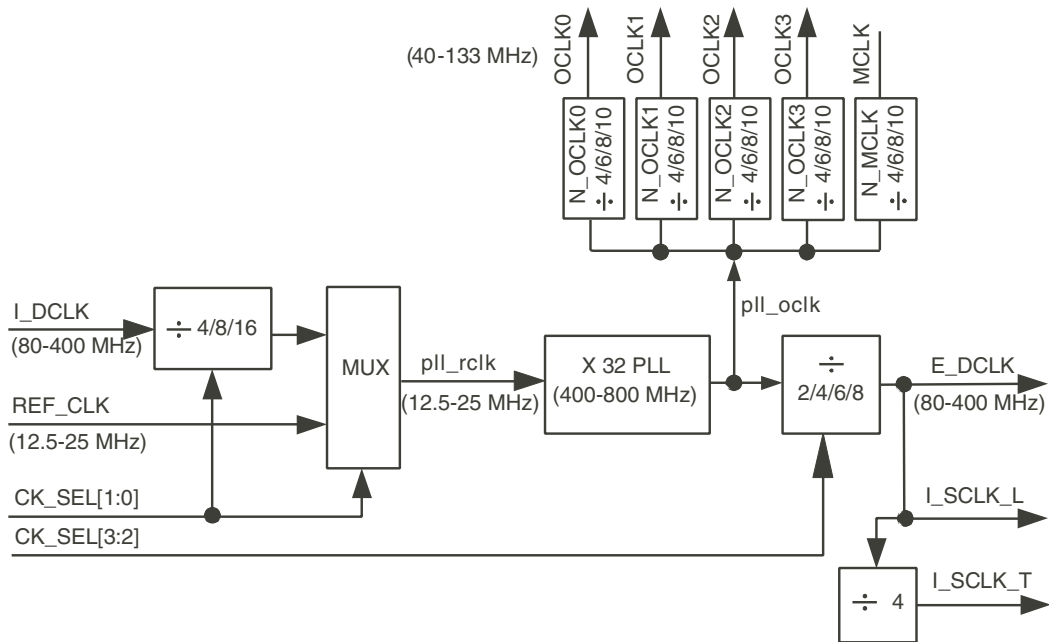 (40-133 MHz)
OCLK0
OCLK1
OCLK2
OCLK3
MCLK
N_OCLK0
÷ 4/6/8/10
N_OCLK1
÷ 4/6/8/10
N_OCLK2
÷ 4/6/8/10
N_OCLK3
÷ 4/6/8/10
N_MCLK
÷ 4/6/8/10
pll_oclk
I_DCLK
(80-400 MHz)
÷ 4/8/16
MUX
pll_rclk
(12.5-25 MHz)
X 32 PLL
(400-800 MHz)
÷
2/4/6/8
E_DCLK
(80-400 MHz)
REF_CLK
(12.5-25 MHz)
CK_SEL[1:0]
CK_SEL[3:2]
I_SCLK_L
÷ 4
I_SCLK_T